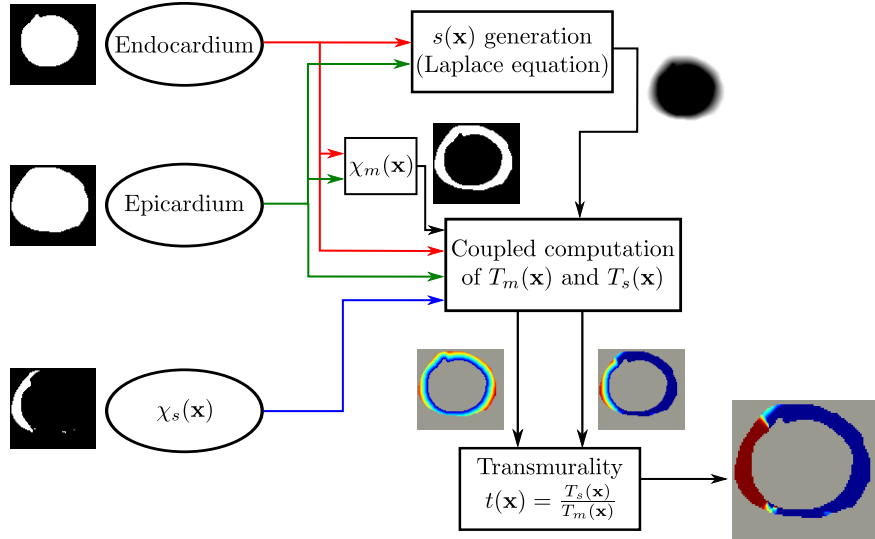 Endocardium
s(𝐱) generation
(Laplace equation)
χₘ(𝐱)
Epicardium
Coupled computation
of Tₘ(𝐱) and Tₛ(𝐱)
χₛ(𝐱)
Transmurality
t(𝐱) = Tₛ(𝐱)/Tₘ(𝐱)